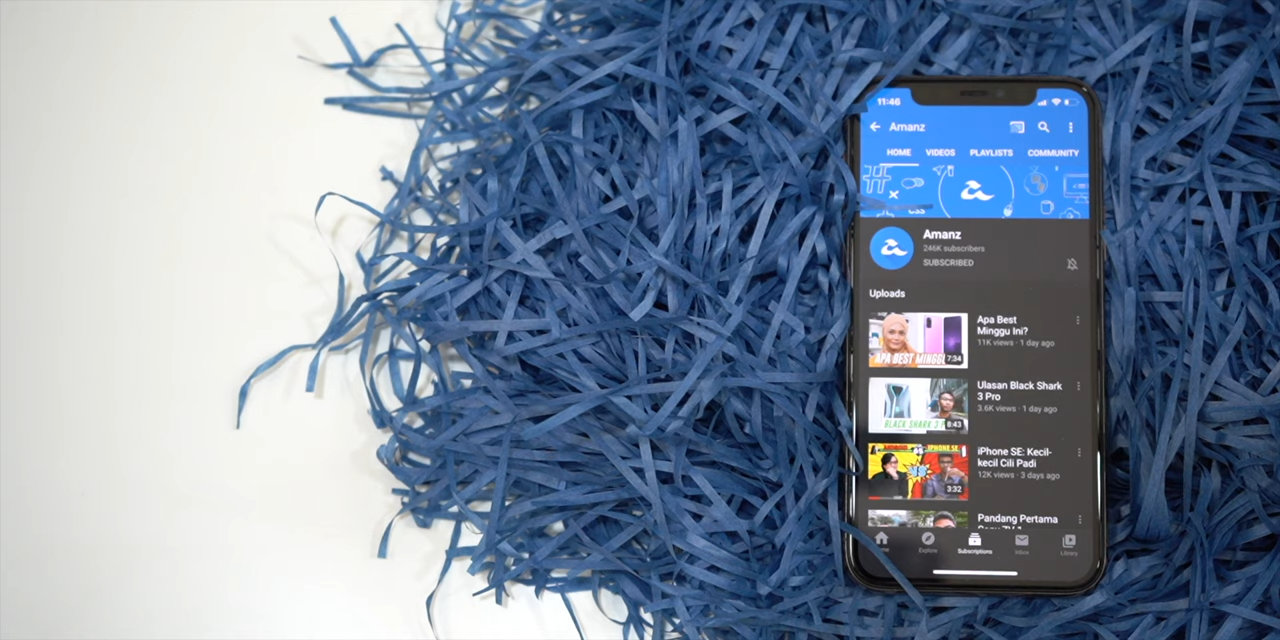 11:46
Amanz
HOME VIDEOS PLAYLISTS COMMUNITY
CSS
Amanz
246K subscribers
SUBSCRIBED
Uploads
APA BEST MINGGU
7:34
Apa Best
Minggu Ini?
11K views · 1 day ago
BLACK SHARK 3
8:43
Ulasan Black Shark
3 Pro
3.6K views · 1 day ago
IPHONE SE
VS
3:32
iPhone SE: Kecil-
kecil Cili Padi
12K views · 3 days ago
Pandang Pertama
Explore Subscriptions Inbox Library